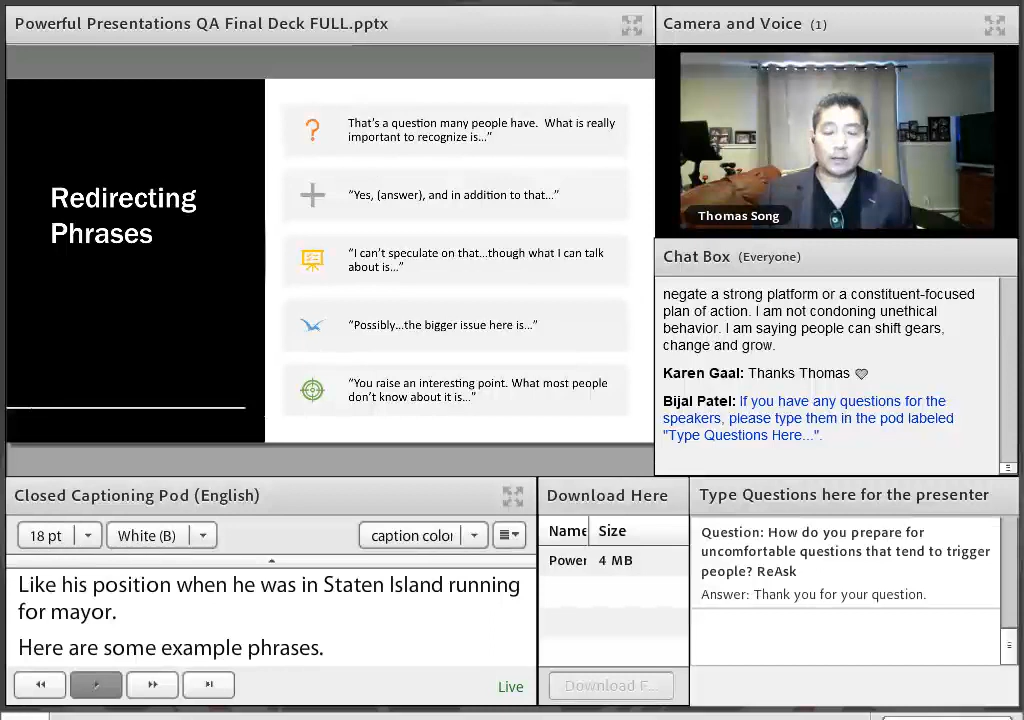 Powerful Presentations QA Final Deck FULL.pptx
Redirecting
Phrases
That's a question many people have.  What is really
important to recognize is..."
"Yes, (answer), and in addition to that..."
"I can't speculate on that...though what I can talk
about is..."
"Possibly...the bigger issue here is..."
"You raise an interesting point. What most people
don't know about it is..."
Camera and Voice (1)
Thomas Song
Chat Box (Everyone)
negate a strong platform or a constituent-focused
plan of action. I am not condoning unethical
behavior. I am saying people can shift gears,
change and grow.
Karen Gaal: Thanks Thomas
Bijal Patel: If you have any questions for the
speakers, please type them in the pod labeled
"Type Questions Here...".
Closed Captioning Pod (English)
18 pt
White (B)
caption color
Like his position when he was in Staten Island running
for mayor.
Here are some example phrases.
Live
Download Here
Name Size
Power 4 MB
Download F...
Type Questions here for the presenter
Question: How do you prepare for
uncomfortable questions that tend to trigger
people? ReAsk
Answer: Thank you for your question.